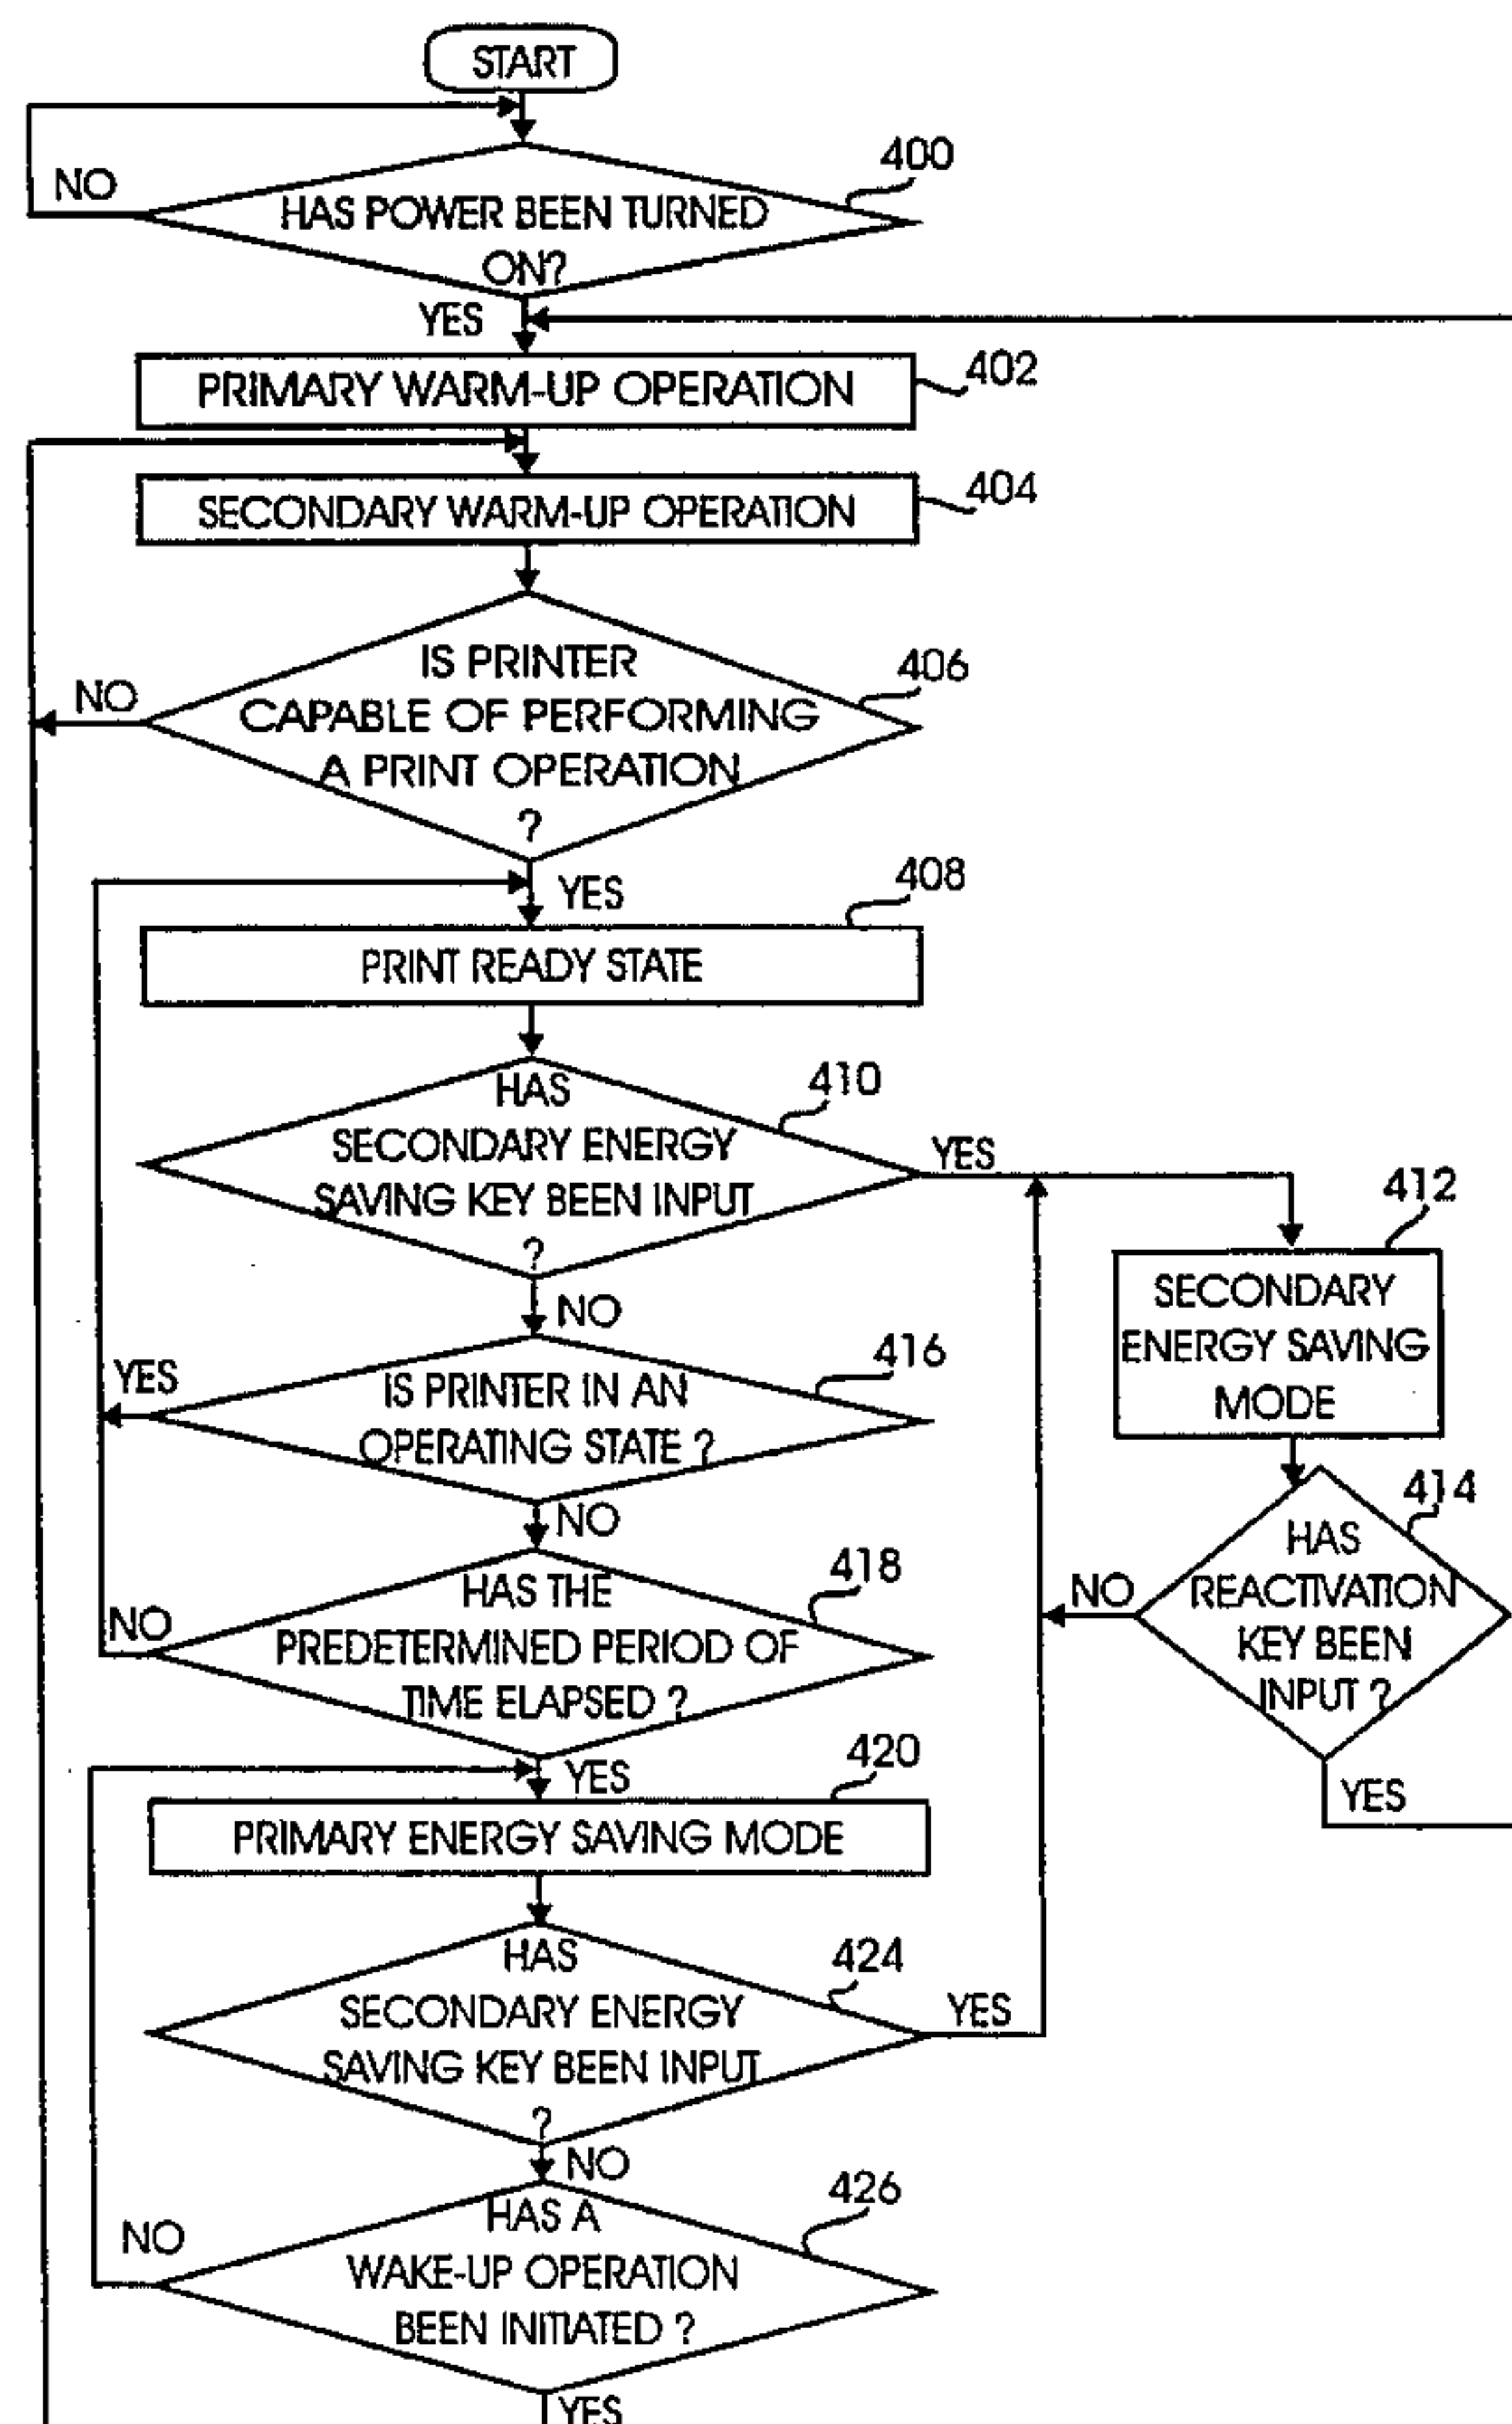 START
400
NO
HAS POWER BEEN TURNED
ON?
YES
402
PRIMARY WARM-UP OPERATION
404
SECONDARY WARM-UP OPERATION
406
IS PRINTER
NO
CAPABLE OF PERFORMING
A PRINT OPERATION
?
408
YES
PRINT READY STATE
410
HAS
SECONDARY ENERGY
YES
SAVING KEY BEEN INPUT
?
412
SECONDARY
ENERGY SAVING
MODE
NO
416
YES
IS PRINTER IN AN
OPERATING STATE ?
414
HAS
REACTIVATION
KEY BEEN
INPUT ?
NO
YES
NO
418
HAS THE
NO
PREDETERMINED PERIOD OF
TIME ELAPSED ?
420
YES
PRIMARY ENERGY SAVING MODE
424
HAS
SECONDARY ENERGY
YES
SAVING KEY BEEN INPUT
?
NO
426
HAS A
NO
WAKE-UP OPERATION
BEEN INITIATED ?
YES